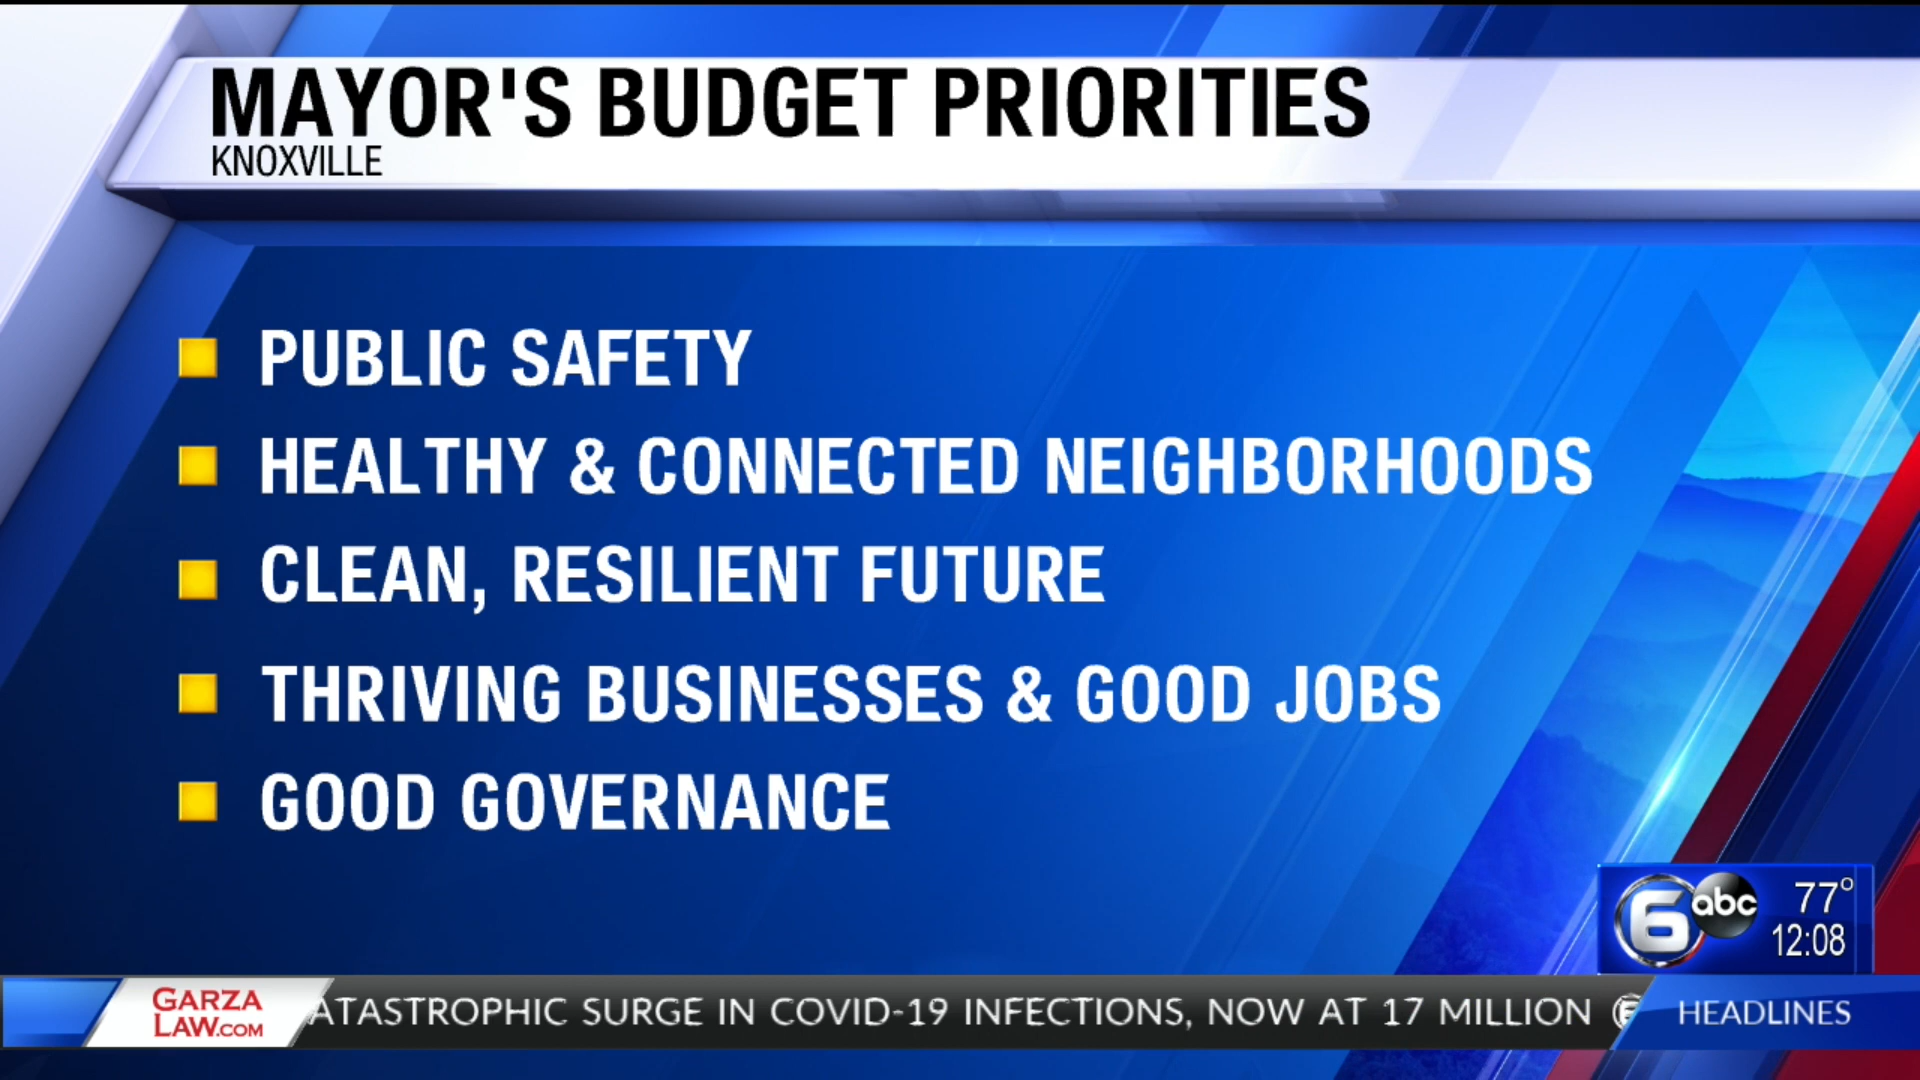 MAYOR'S BUDGET PRIORITIES
KNOXVILLE
PUBLIC SAFETY
HEALTHY & CONNECTED NEIGHBORHOODS
CLEAN, RESILIENT FUTURE
THRIVING BUSINESSES & GOOD JOBS
GOOD GOVERNANCE
6 abc 77°
12:08
GARZA
LAW.COM
ATASTROPHIC SURGE IN COVID-19 INFECTIONS, NOW AT 17 MILLION 6
HEADLINES